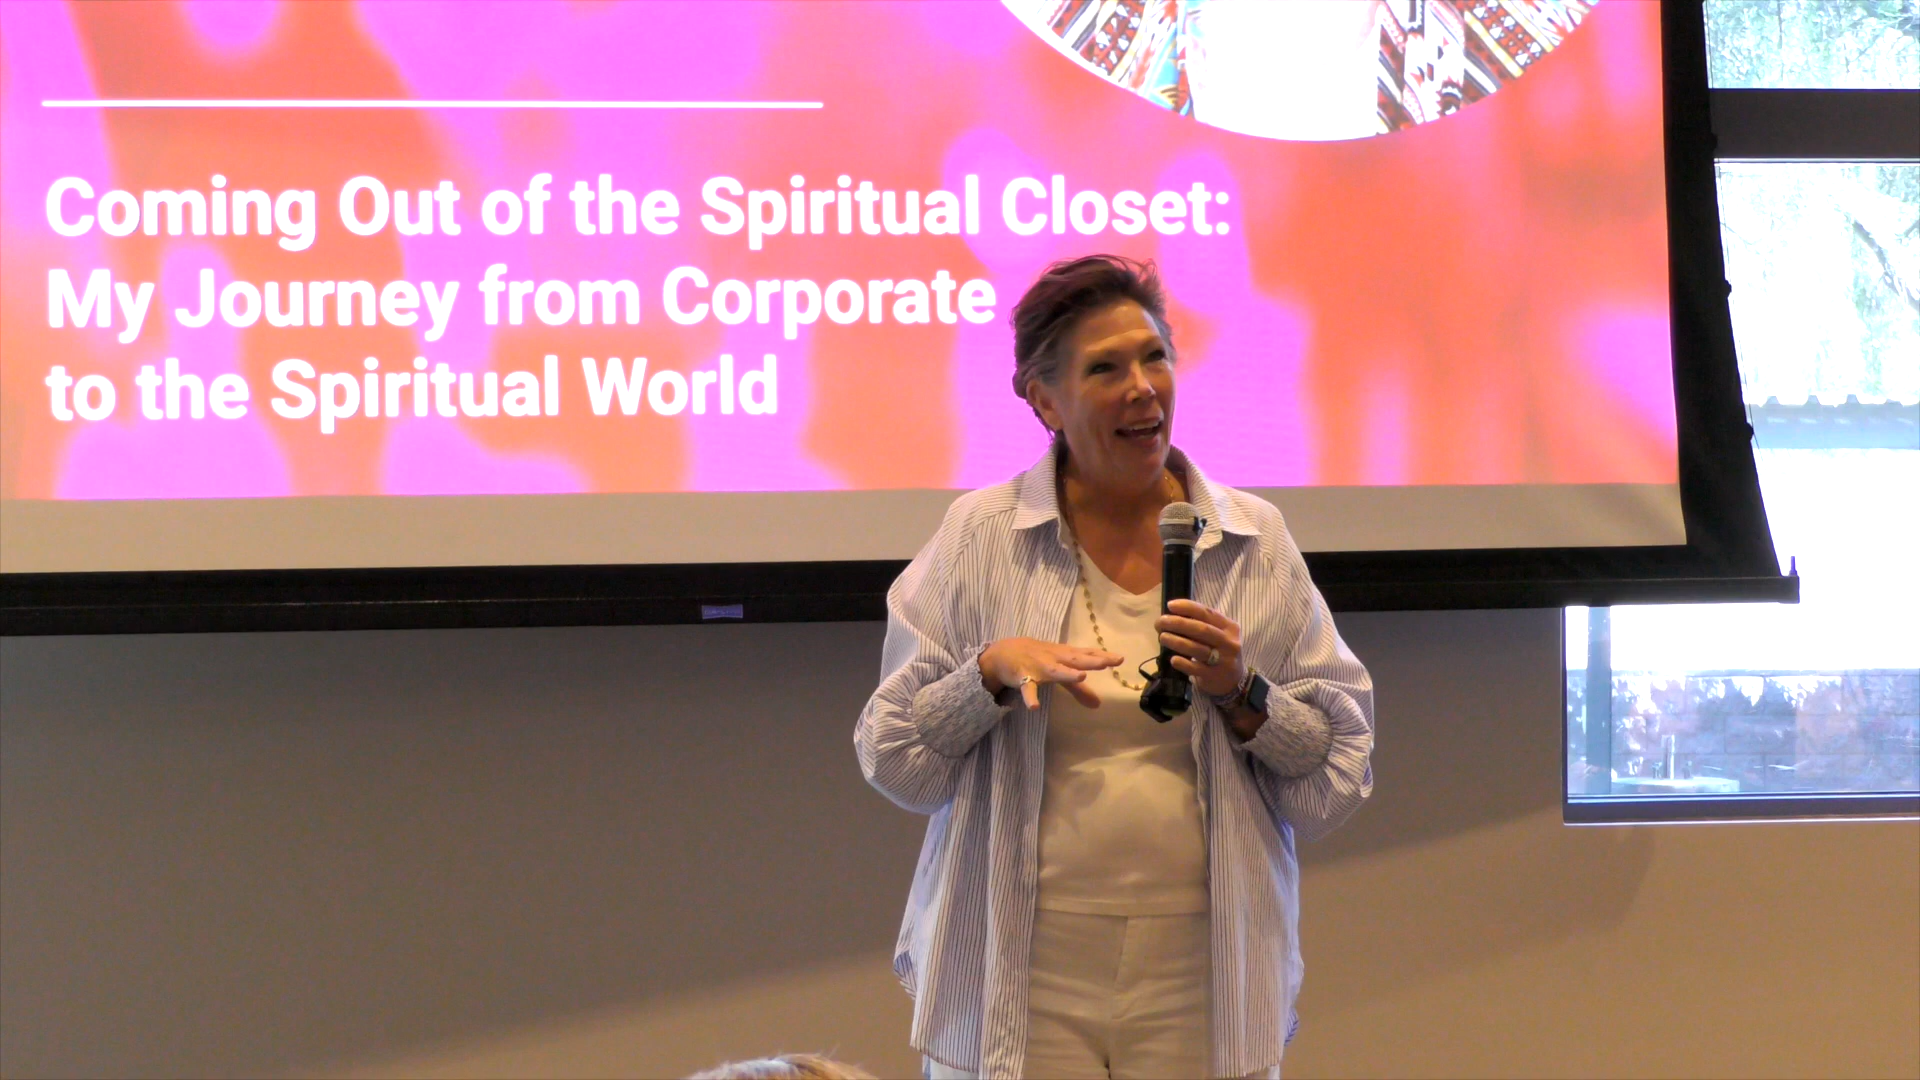 Coming Out of the Spiritual Closet:
My Journey from Corporate
to the Spiritual World